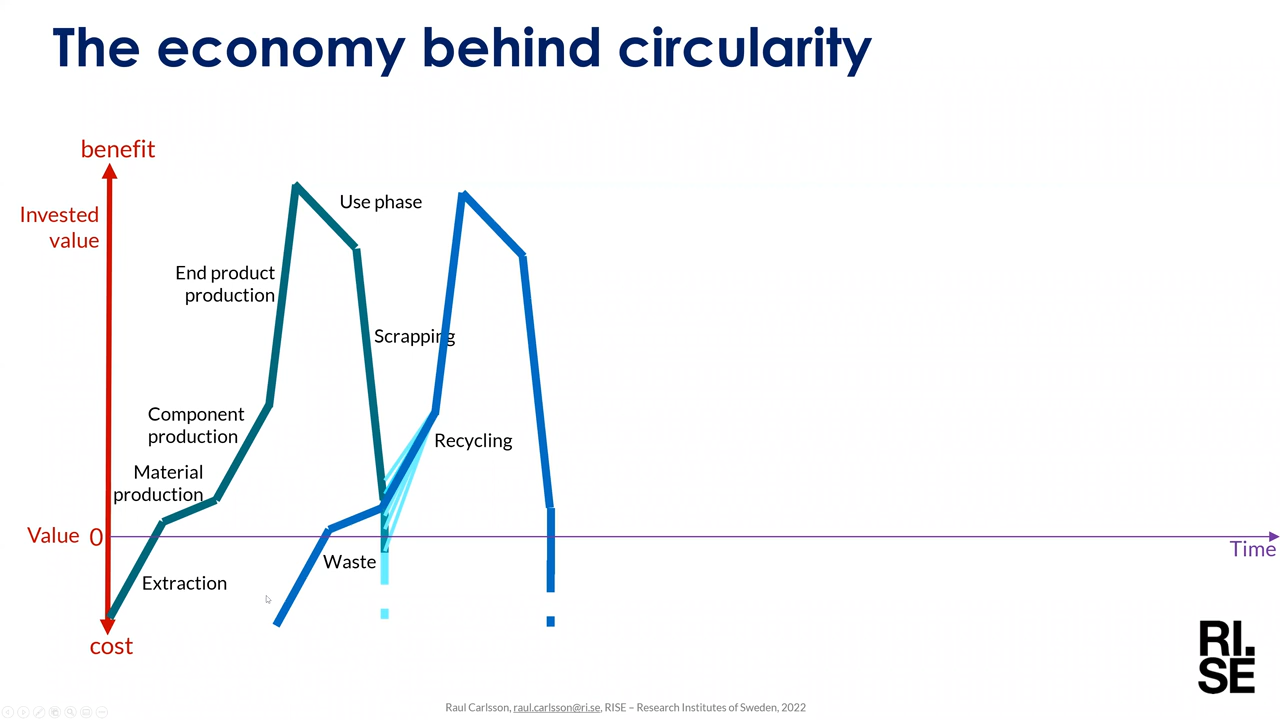 The economy behind circularity
benefit
Invested
value
Use phase
End product
production
Scrapping
Component
production
Recycling
Material
production
Value 0
Time
Waste
Extraction
cost
RI.
SE
Raul Carlsson, raul.carlsson@ri.se, RISE – Research Institutes of Sweden, 2022